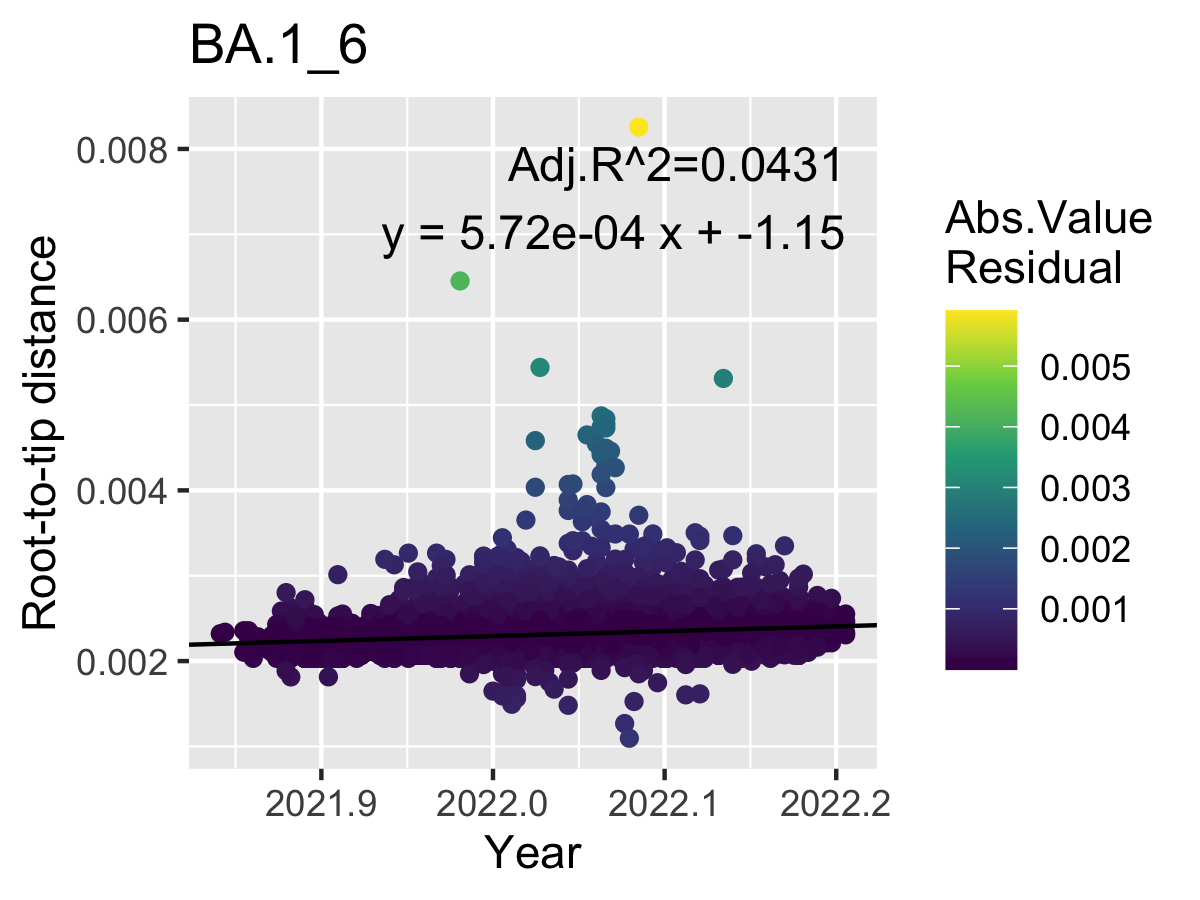 BA.1_6
Adj.R^2=0.0431
y = 5.72e-04 x + -1.15
Root-to-tip distance
0.008
0.006
0.004
0.002
2021.9
2022.0
2022.1
2022.2
Year
Abs.Value
Residual
0.005
0.004
0.003
0.002
0.001